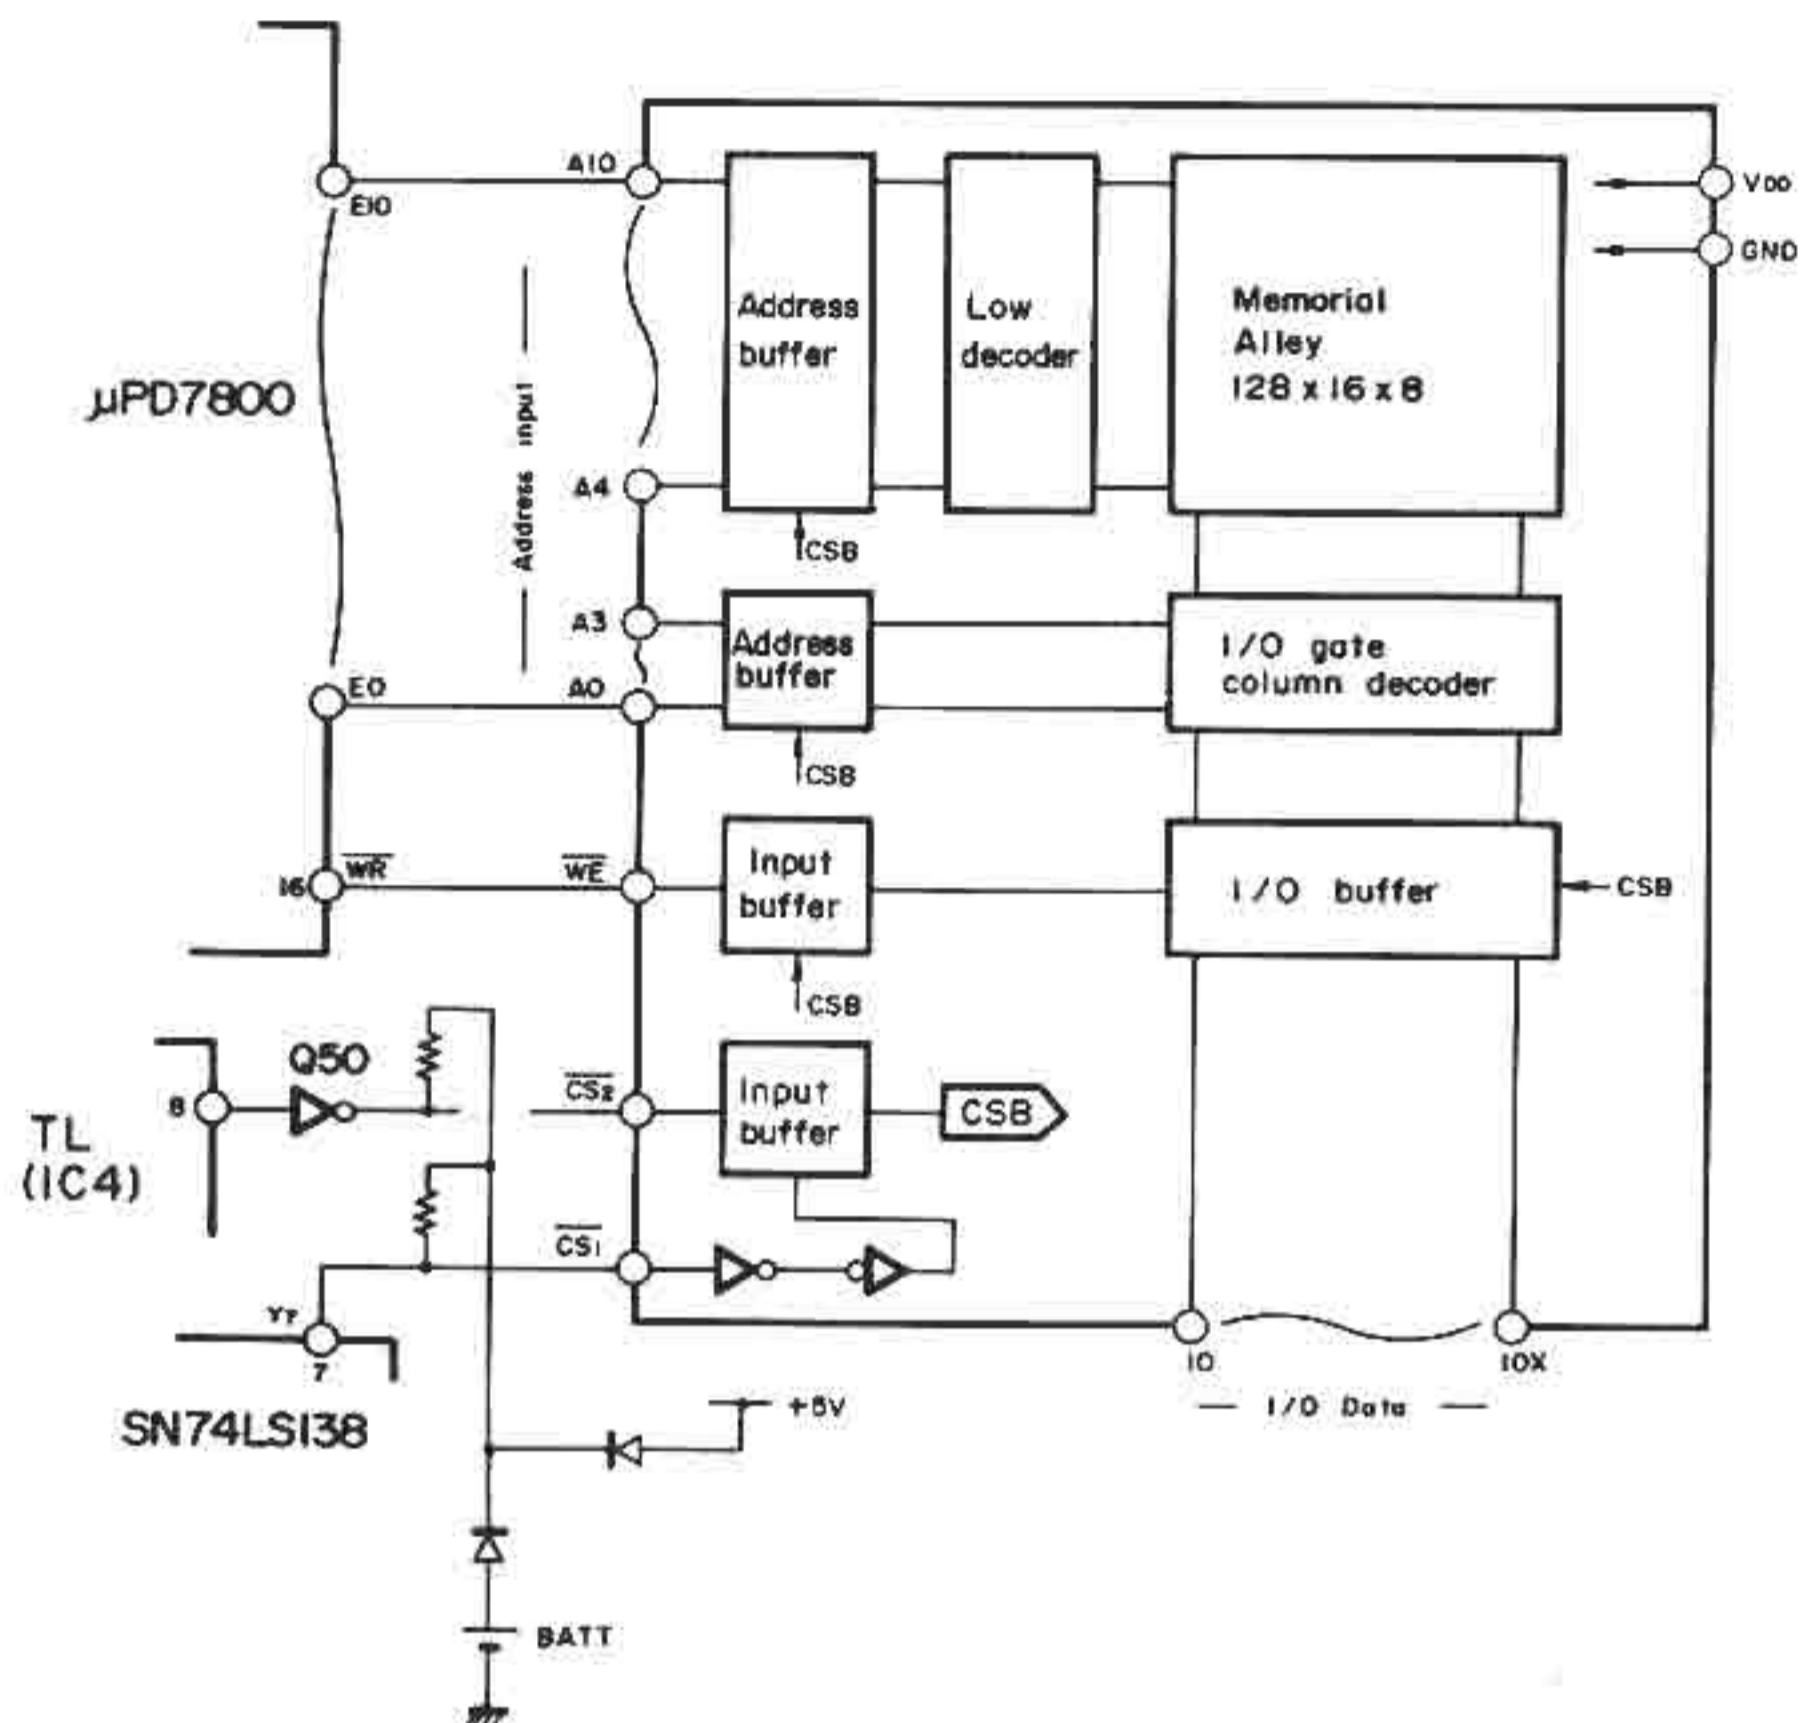 A10
E10
VDD
GND
Address
buffer
Low
decoder
Memorial
Alley
128 x 16 x 8
μPD7800
Address input
A4
CSB
A3
Address
buffer
I/O gate
column decoder
E0
A0
CSB
16
WR
WE
Input
buffer
I/O buffer
CSB
CSB
Q50
8
TL
(IC4)
CS2
Input
buffer
CSB
CS1
Y7
7
SN74LS138
10
10X
I/O Data
+5V
BATT